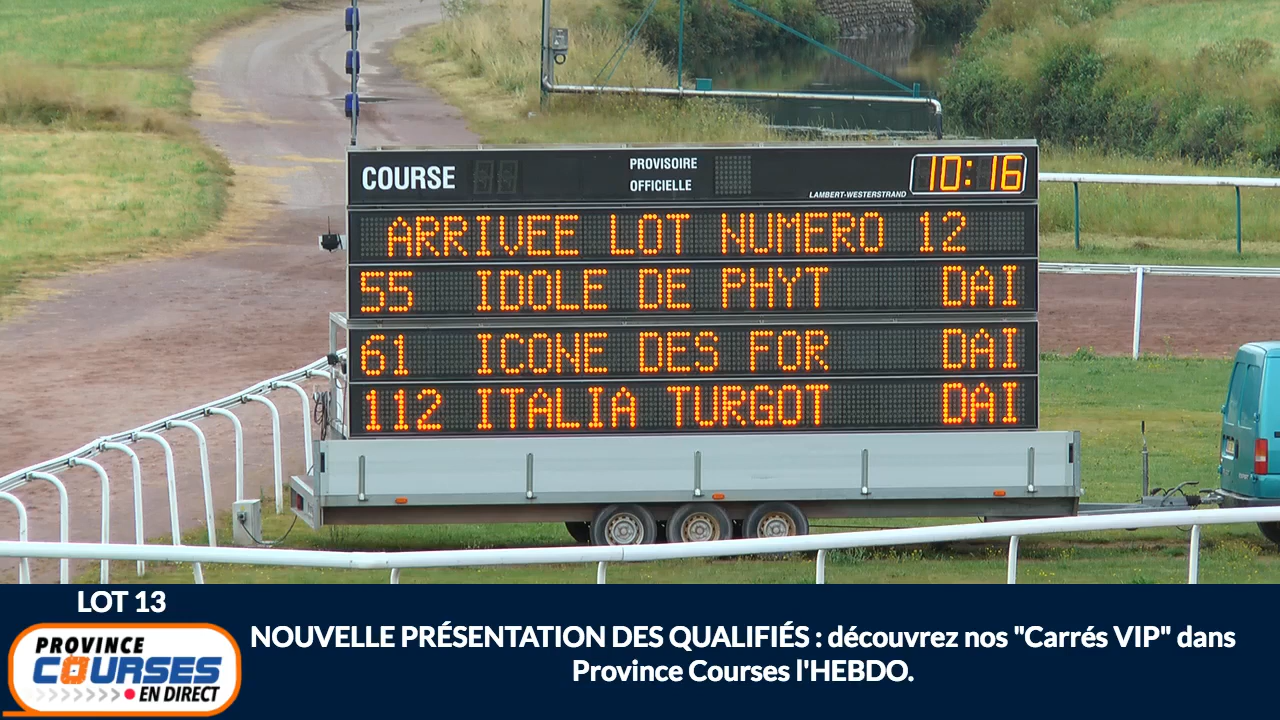 COURSE
PROVISOIRE
OFFICIELLE
LAMBERT-WESTERSTRAND
10:16
ARRIVEE LOT NUMERO 12
55 IDOLE DE PHYT DAI
61 ICONE DES FOR DAI
112 ITALIA TURGOT DAI
LOT 13
PROVINCE
COURSES
EN DIRECT
NOUVELLE PRÉSENTATION DES QUALIFIÉS : découvrez nos "Carrés VIP" dans
Province Courses l'HEBDO.